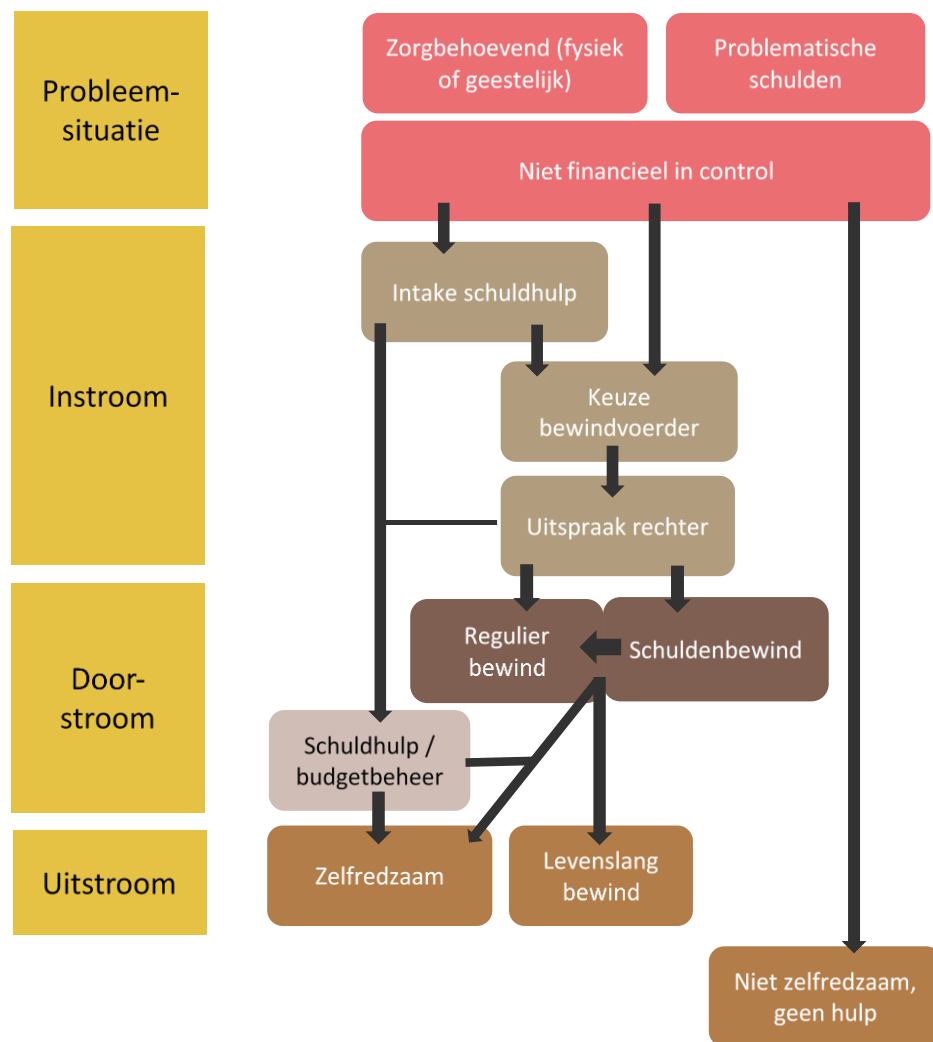 Probleem-
situatie
Zorgbehoevend (fysiek
of geestelijk)
Problematische
schulden
Niet financieel in control
Instroom
Intake schuldhulp
Keuze
bewindvoerder
Uitspraak rechter
Door-
stroom
Regulier
bewind
Schuldenbewind
Schuldhulp /
budgetbeheer
Uitstroom
Zelfredzaam
Levenslang
bewind
Niet zelfredzaam,
geen hulp